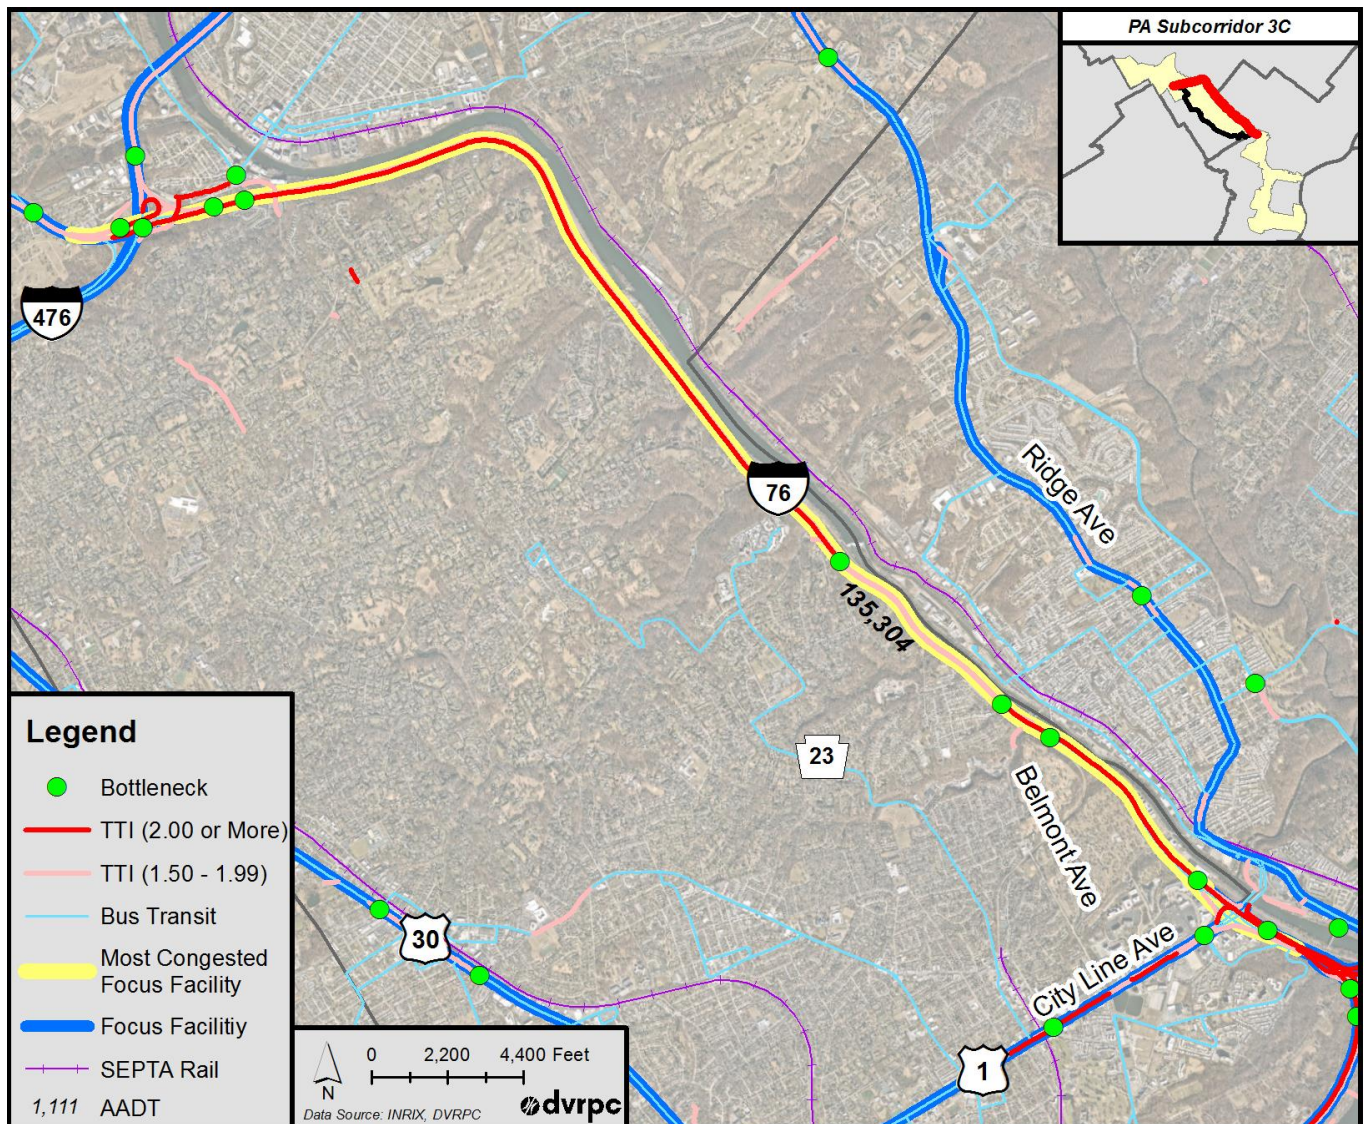 PA Subcorridor 3C
476
76
Ridge Ave
135,304
23
Belmont Ave
30
City Line Ave
1
Legend
Bottleneck
TTI (2.00 or More)
TTI (1.50 - 1.99)
Bus Transit
Most Congested
Focus Facility
Focus Facilitiy
SEPTA Rail
1,111 AADT
0 2,200 4,400 Feet
N
Data Source: INRIX, DVRPC
dvrpc